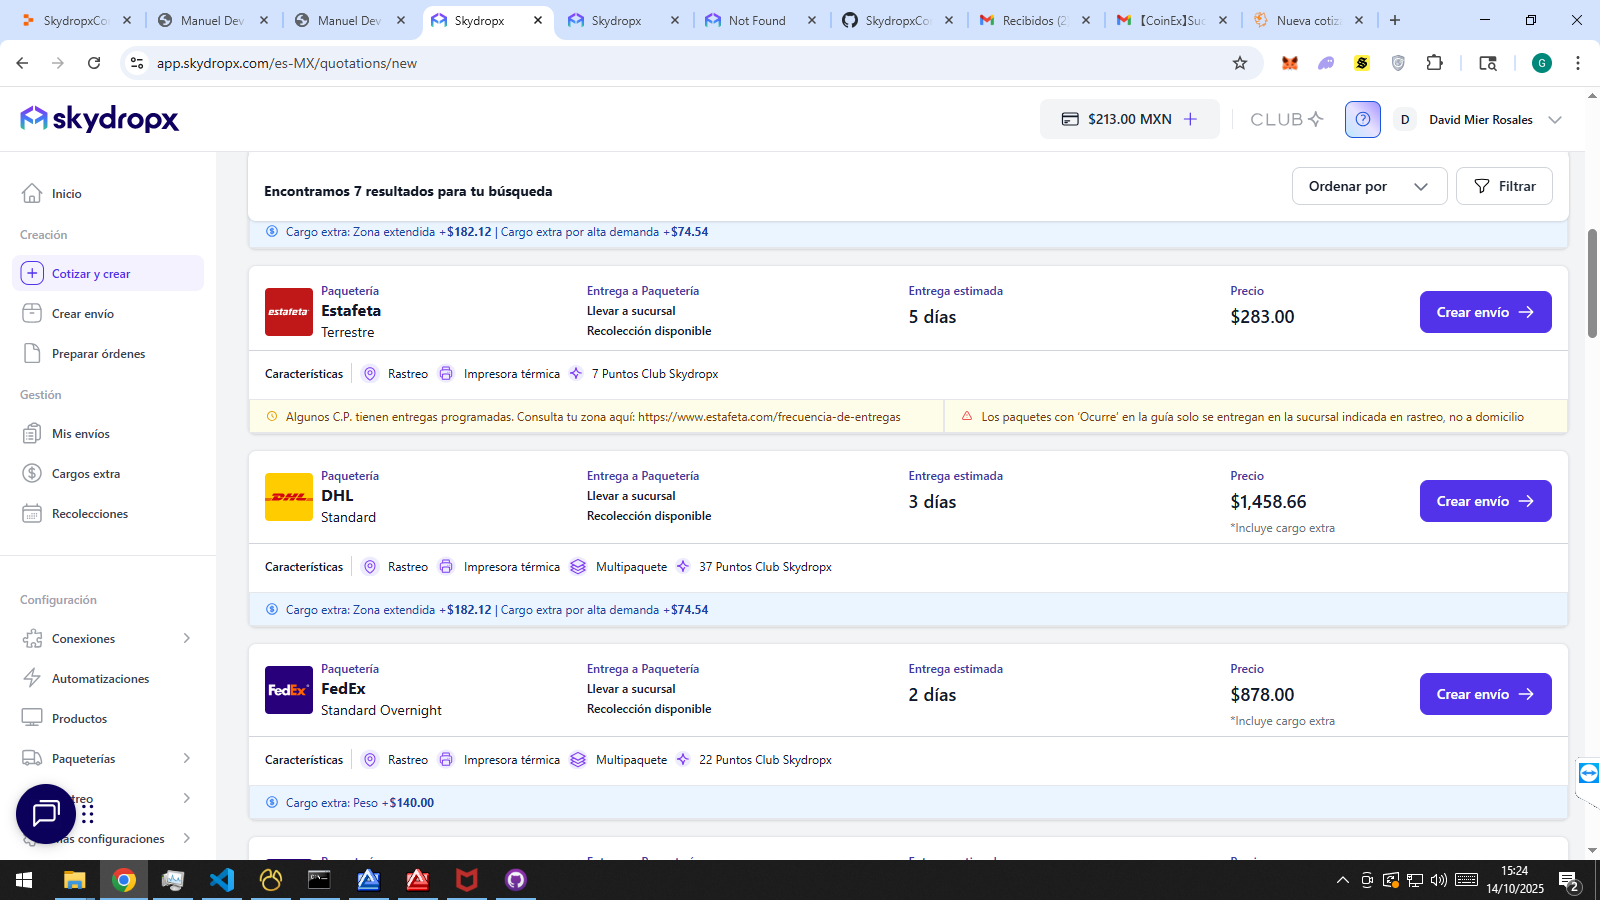 SkydropxCo
Manuel Dev
Manuel Dev
Skydropx
Skydropx
Not Found
SkydropxCo
Recibidos (2
[CoinEx]Suc
Nueva cotiz
app.skydropx.com/es-MX/quotations/new
G
skydropx
$213.00 MXN
CLUB
D
David Mier Rosales
Inicio
Creación
Cotizar y crear
Crear envío
Preparar órdenes
Gestión
Mis envíos
Cargos extra
Recolecciones
Configuración
Conexiones
Automatizaciones
Productos
Paqueterías
treo
ás configuraciones
Encontramos 7 resultados para tu búsqueda
Ordenar por
Filtrar
Cargo extra: Zona extendida +$182.12 | Cargo extra por alta demanda +$74.54
estafeta
Paquetería
Estafeta
Terrestre
Entrega a Paquetería
Llevar a sucursal
Recolección disponible
Entrega estimada
5 días
Precio
$283.00
Crear envío
Características
Rastreo
Impresora térmica
7 Puntos Club Skydropx
Algunos C.P. tienen entregas programadas. Consulta tu zona aquí: https://www.estafeta.com/frecuencia-de-entregas
Los paquetes con 'Ocurre' en la guía solo se entregan en la sucursal indicada en rastreo, no a domicilio
DHL
Paquetería
DHL
Standard
Entrega a Paquetería
Llevar a sucursal
Recolección disponible
Entrega estimada
3 días
Precio
$1,458.66
*Incluye cargo extra
Crear envío
Características
Rastreo
Impresora térmica
Multipaquete
37 Puntos Club Skydropx
Cargo extra: Zona extendida +$182.12 | Cargo extra por alta demanda +$74.54
FedEx
Paquetería
FedEx
Standard Overnight
Entrega a Paquetería
Llevar a sucursal
Recolección disponible
Entrega estimada
2 días
Precio
$878.00
*Incluye cargo extra
Crear envío
Características
Rastreo
Impresora térmica
Multipaquete
22 Puntos Club Skydropx
Cargo extra: Peso +$140.00
15:24
14/10/2025
2